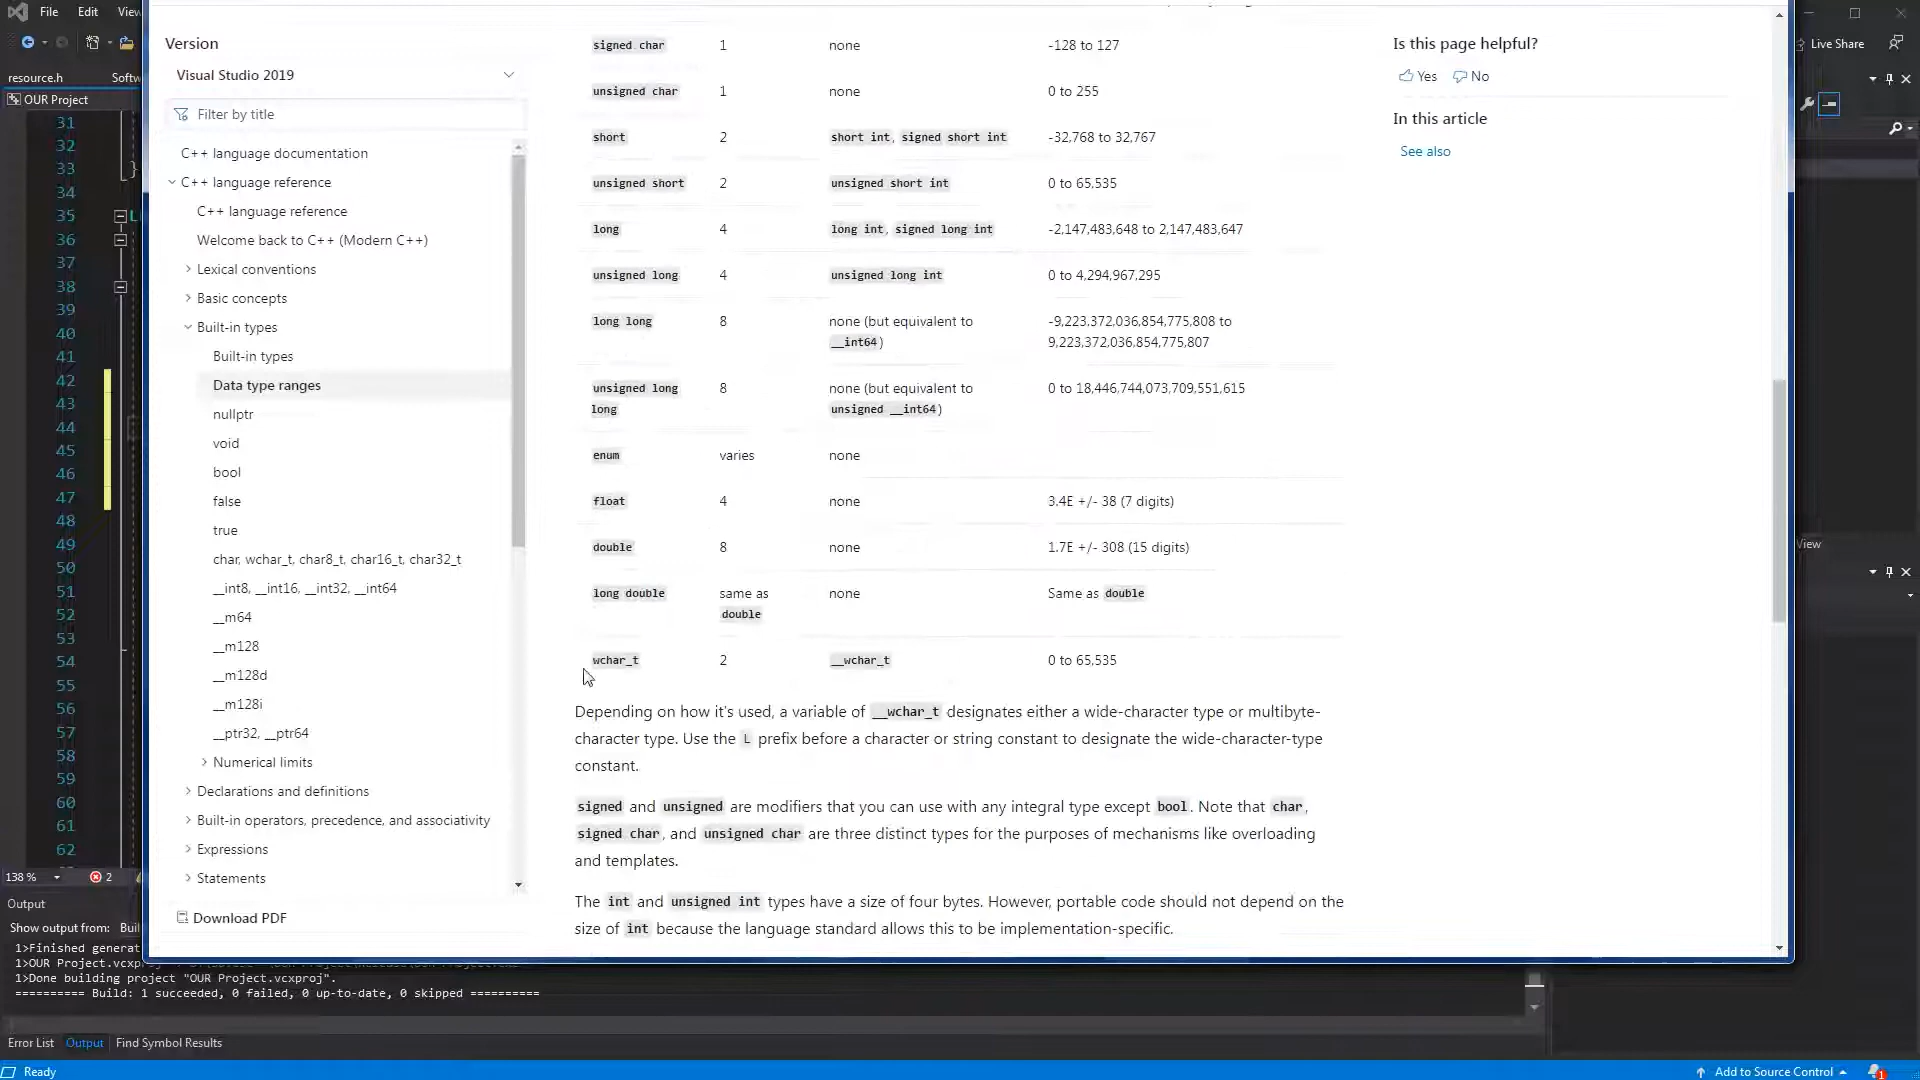 File Edit View
Live Share
resource.h Softw
OUR Project
31
32
33 }
34
35 L
36
37
38
39
40
41
42
43
44
45
46
47
48
49
50
51
52
53
54
55
56
57
58
59
60
61
62
138 % 2
Version
Visual Studio 2019
Filter by title
C++ language documentation
C++ language reference
C++ language reference
Welcome back to C++ (Modern C++)
Lexical conventions
Basic concepts
Built-in types
Built-in types
Data type ranges
nullptr
void
bool
false
true
char, wchar_t, char8_t, char16_t, char32_t
__int8, __int16, __int32, __int64
__m64
__m128
__m128d
__m128i
__ptr32, __ptr64
Numerical limits
Declarations and definitions
Built-in operators, precedence, and associativity
Expressions
Statements
Download PDF
signed char 1 none -128 to 127
unsigned char 1 none 0 to 255
short 2 short int, signed short int -32,768 to 32,767
unsigned short 2 unsigned short int 0 to 65,535
long 4 long int, signed long int -2,147,483,648 to 2,147,483,647
unsigned long 4 unsigned long int 0 to 4,294,967,295
long long 8 none (but equivalent to -9,223,372,036,854,775,808 to
__int64) 9,223,372,036,854,775,807
unsigned long 8 none (but equivalent to 0 to 18,446,744,073,709,551,615
long unsigned __int64)
enum varies none
float 4 none 3.4E +/- 38 (7 digits)
double 8 none 1.7E +/- 308 (15 digits)
long double same as none Same as double
double
wchar_t 2 __wchar_t 0 to 65,535
Depending on how it's used, a variable of __wchar_t designates either a wide-character type or multibyte-
character type. Use the L prefix before a character or string constant to designate the wide-character-type
constant.
signed and unsigned are modifiers that you can use with any integral type except bool. Note that char,
signed char, and unsigned char are three distinct types for the purposes of mechanisms like overloading
and templates.
The int and unsigned int types have a size of four bytes. However, portable code should not depend on the
size of int because the language standard allows this to be implementation-specific.
Is this page helpful?
Yes No
In this article
See also
View
Output
Show output from: Buil
1>Finished generat
1>OUR Project.vcxproj
1>Done building project "OUR Project.vcxproj".
========== Build: 1 succeeded, 0 failed, 0 up-to-date, 0 skipped ==========
Error List Output Find Symbol Results
Ready
Add to Source Control 1